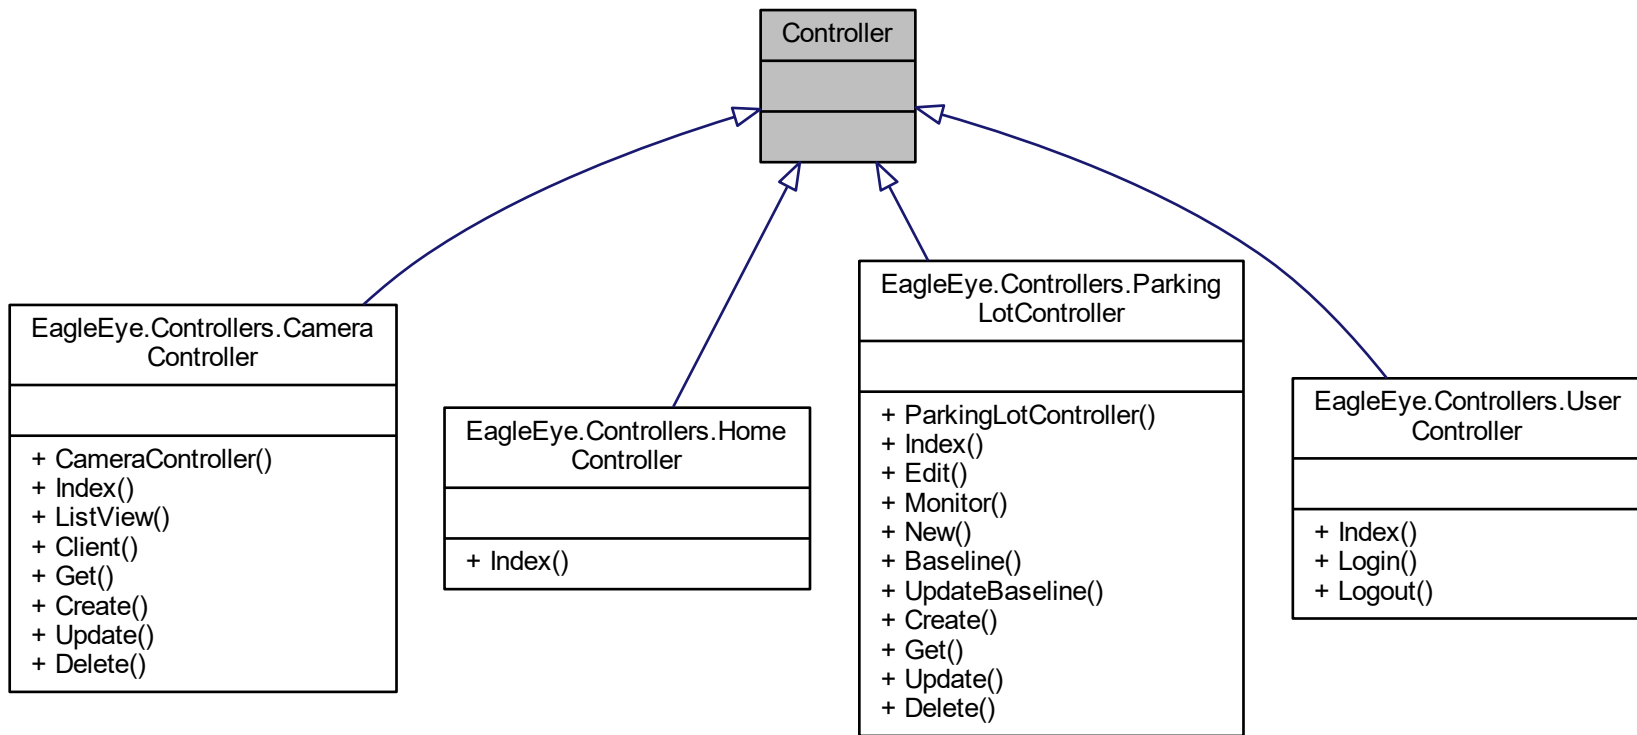 Controller
EagleEye.Controllers.Camera
Controller
+ CameraController()
+ Index()
+ ListView()
+ Client()
+ Get()
+ Create()
+ Update()
+ Delete()
EagleEye.Controllers.Home
Controller
+ Index()
EagleEye.Controllers.Parking
LotController
+ ParkingLotController()
+ Index()
+ Edit()
+ Monitor()
+ New()
+ Baseline()
+ UpdateBaseline()
+ Create()
+ Get()
+ Update()
+ Delete()
EagleEye.Controllers.User
Controller
+ Index()
+ Login()
+ Logout()